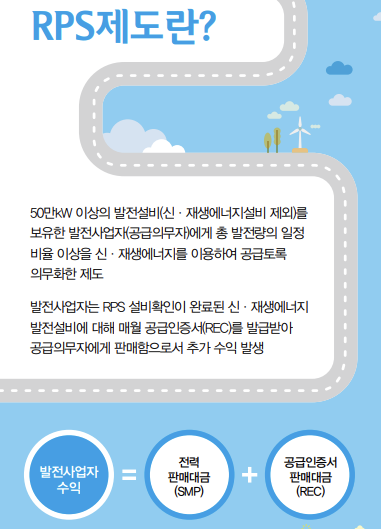 RPS제도란?
50만kW 이상의 발전설비(신 · 재생에너지설비 제외)를
보유한 발전사업자(공급의무자)에게 총 발전량의 일정
비율 이상을 신 · 재생에너지를 이용하여 공급토록
의무화한 제도
발전사업자는 RPS 설비확인이 완료된 신 · 재생에너지
발전설비에 대해 매월 공급인증서(REC)를 발급받아
공급의무자에게 판매함으로서 추가 수익 발생
발전사업자
수익
=
전력
판매대금
(SMP)
+
공급인증서
판매대금
(REC)